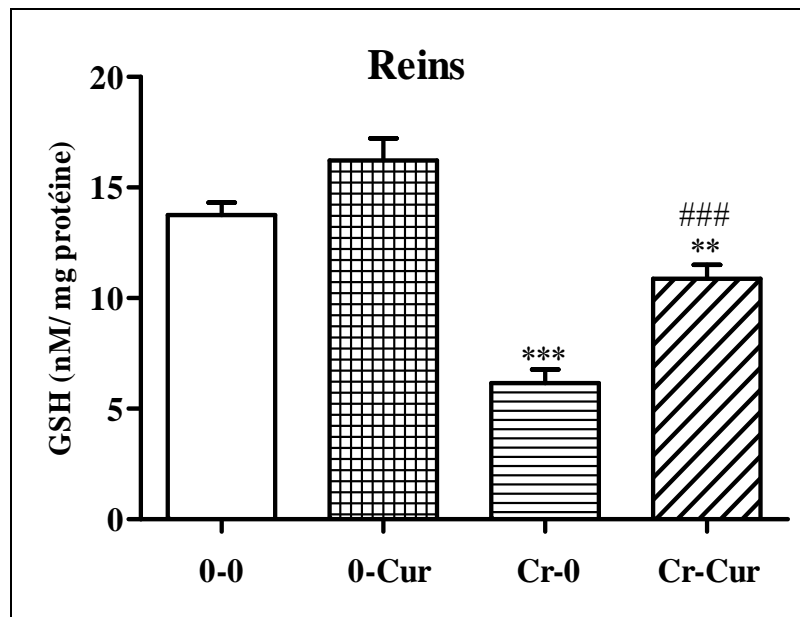 Reins
GSH (nM/ mg protéine)
20
15
10
5
0
###
**
***
0-0 0-Cur Cr-0 Cr-Cur